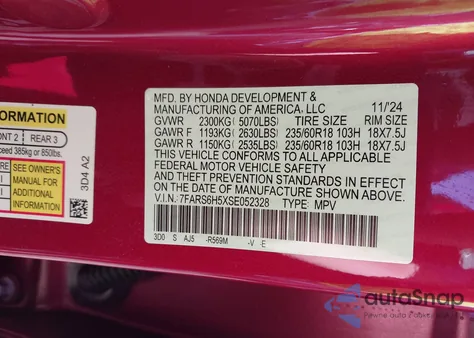 FORMATION
ONT 2 REAR 3
ceed 385kg or 850lbs.
SEE OWNER'S
MANUAL FOR
ADDITIONAL
INFORMATION
3D4 A2
MFD. BY HONDA DEVELOPMENT &
MANUFACTURING OF AMERICA, LLC 11/24
GVWR 2300KG (5070LBS) TIRE SIZE RIM SIZE
GAWR F 1193KG (2630LBS) 235/60R18 103H 18X7.5J
GAWR R 1150KG (2535LBS) 235/60R18 103H 18X7.5J
THIS VEHICLE CONFORMS TO ALL APPLICABLE
FEDERAL MOTOR VEHICLE SAFETY
AND THEFT PREVENTION STANDARDS IN EFFECT ON
THE DATE OF MANUFACTURE SHOWN ABOVE.
V.I.N.: 7FARS6H5XSE052328 TYPE: MPV
3D0 S AJ5 -R569M -V -E
autoSnap